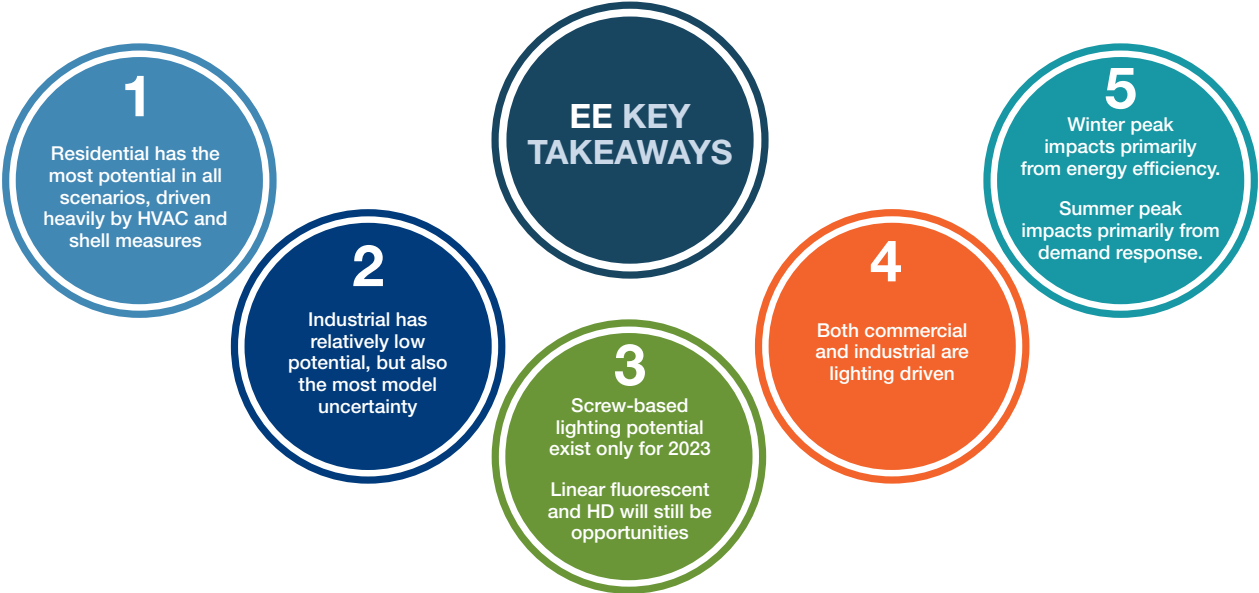 EE KEY
TAKEAWAYS
1
Residential has the
most potential in all
scenarios, driven
heavily by HVAC and
shell measures
2
Industrial has
relatively low
potential, but also
the most model
uncertainty
3
Screw-based
lighting potential
exist only for 2023
Linear fluorescent
and HD will still be
opportunities
4
Both commercial
and industrial are
lighting driven
5
Winter peak
impacts primarily
from energy efficiency.
Summer peak
impacts primarily from
demand response.